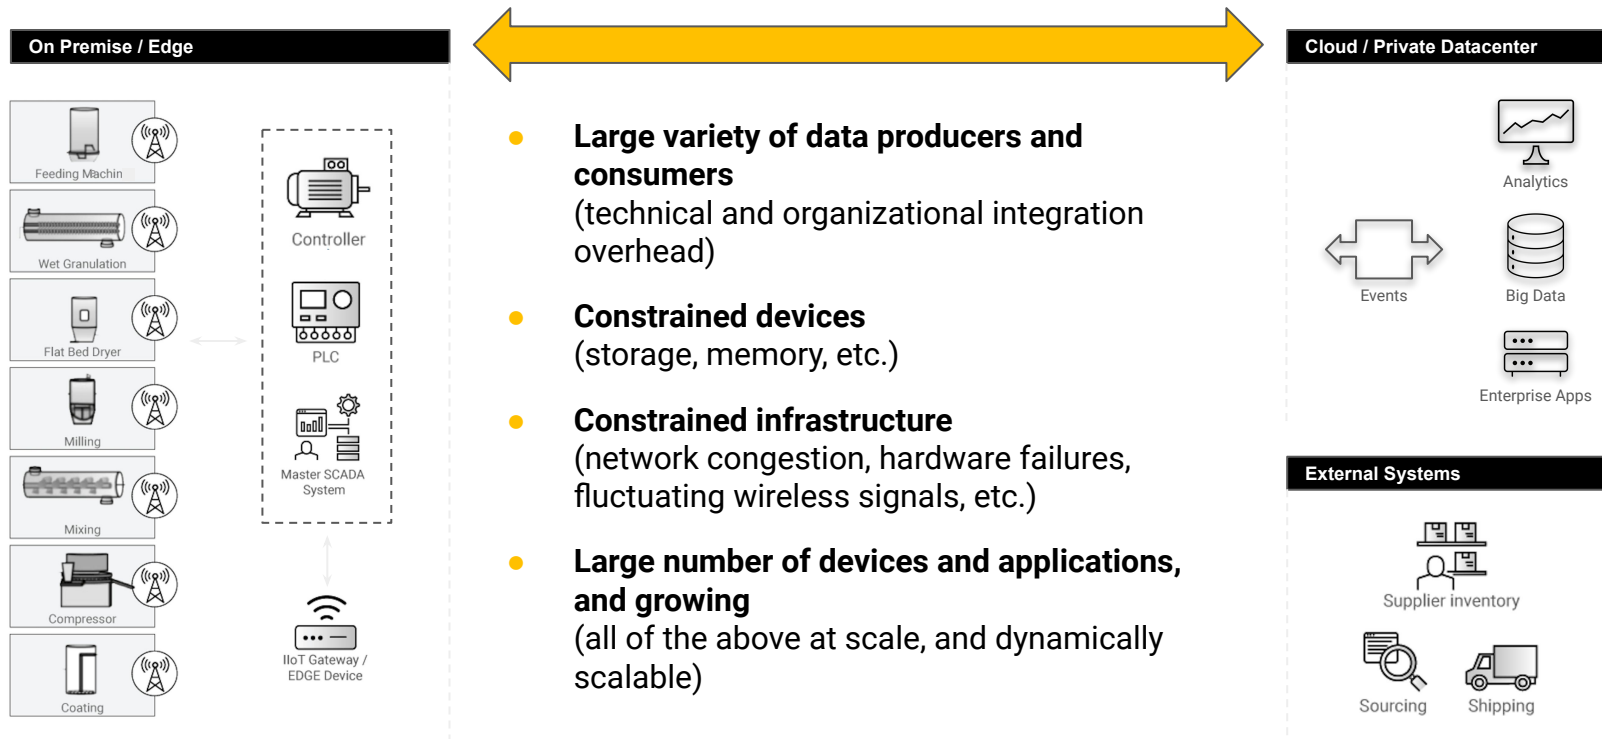 On Premise / Edge
Feeding Machin
Wet Granulation
Flat Bed Dryer
Milling
Mixing
Compressor
Coating
Controller
PLC
Master SCADA
System
IIoT Gateway /
EDGE Device
Large variety of data producers and
consumers
(technical and organizational integration
overhead)
Constrained devices
(storage, memory, etc.)
Constrained infrastructure
(network congestion, hardware failures,
fluctuating wireless signals, etc.)
Large number of devices and applications,
and growing
(all of the above at scale, and dynamically
scalable)
Cloud / Private Datacenter
Analytics
Events
Big Data
Enterprise Apps
External Systems
Supplier inventory
Sourcing
Shipping